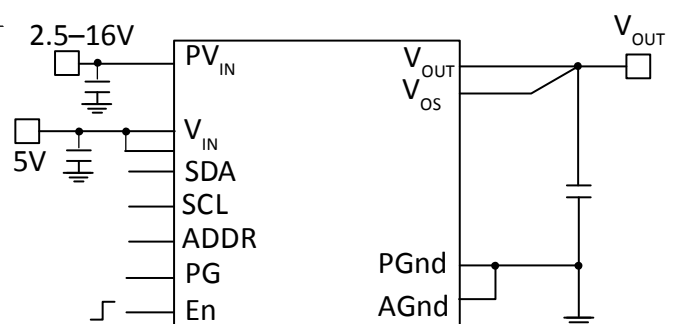 2.5–16V
PV_IN
V_OUT
V_OUT
V_OS
5V
V_IN
SDA
SCL
ADDR
PG
En
PGnd
AGnd